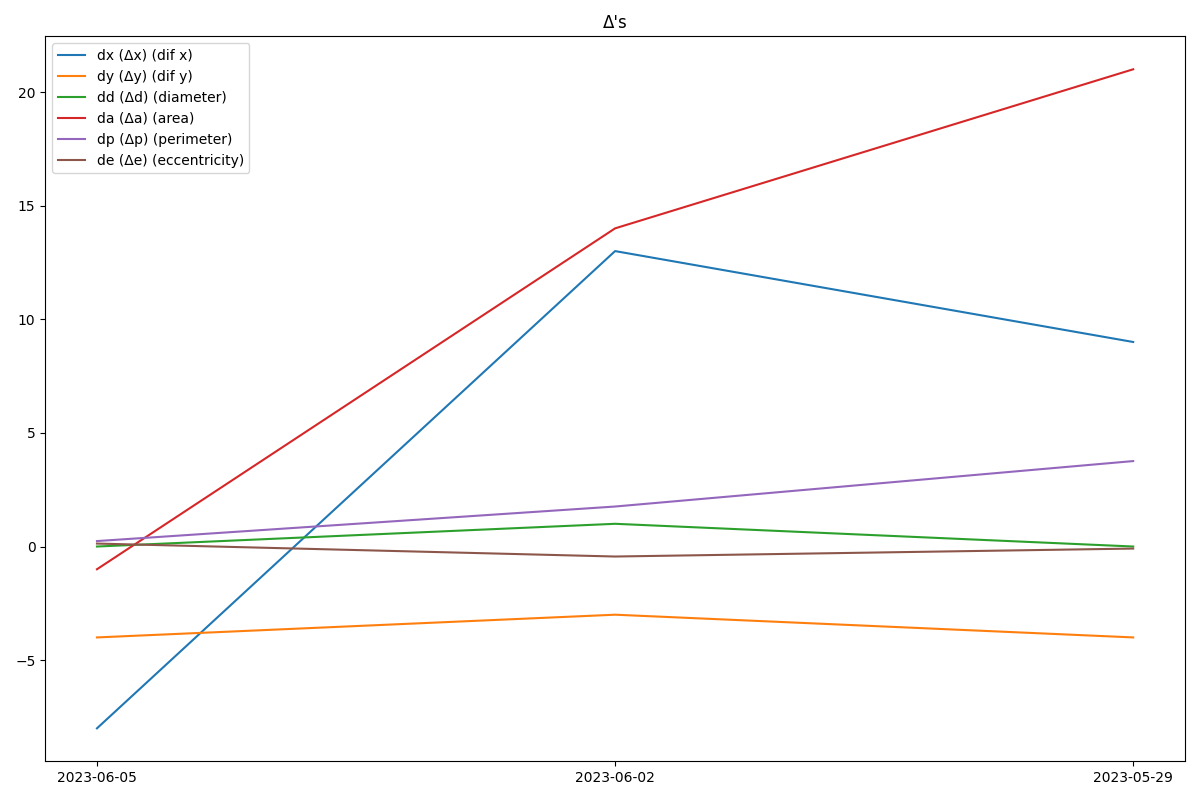 Δ's
dx (Δx) (dif x)
dy (Δy) (dif y)
dd (Δd) (diameter)
da (Δa) (area)
dp (Δp) (perimeter)
de (Δe) (eccentricity)
20
15
10
5
0
−5
2023-06-05 2023-06-02 2023-05-29